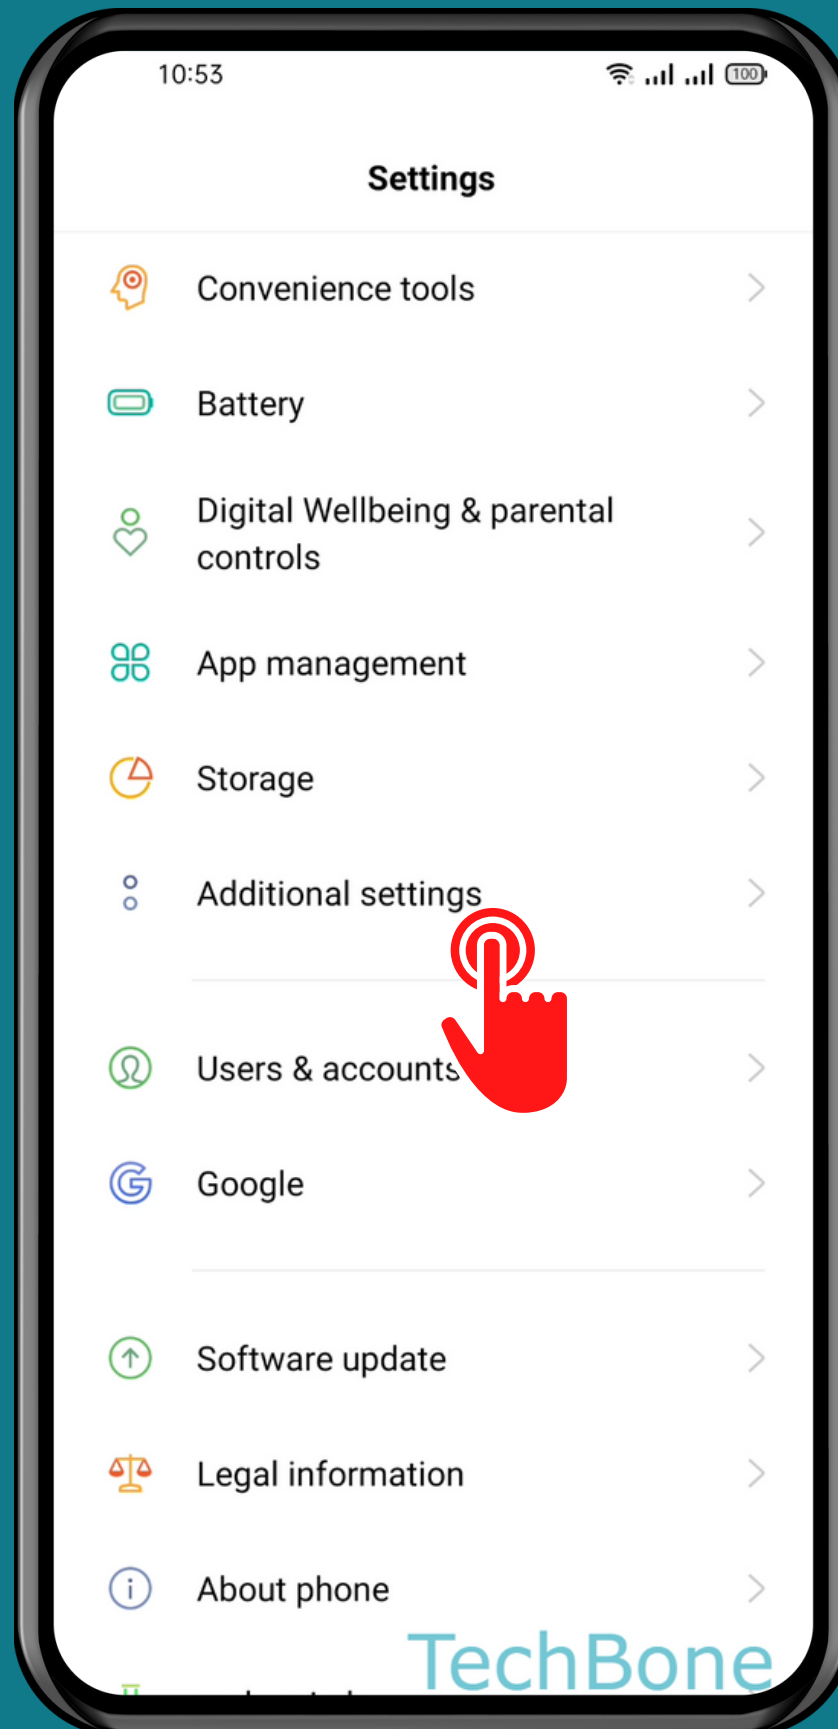 10:53
100
Settings
Convenience tools
Battery
Digital Wellbeing & parental
controls
App management
Storage
Additional settings
Users & accounts
Google
Software update
Legal information
About phone
TechBone